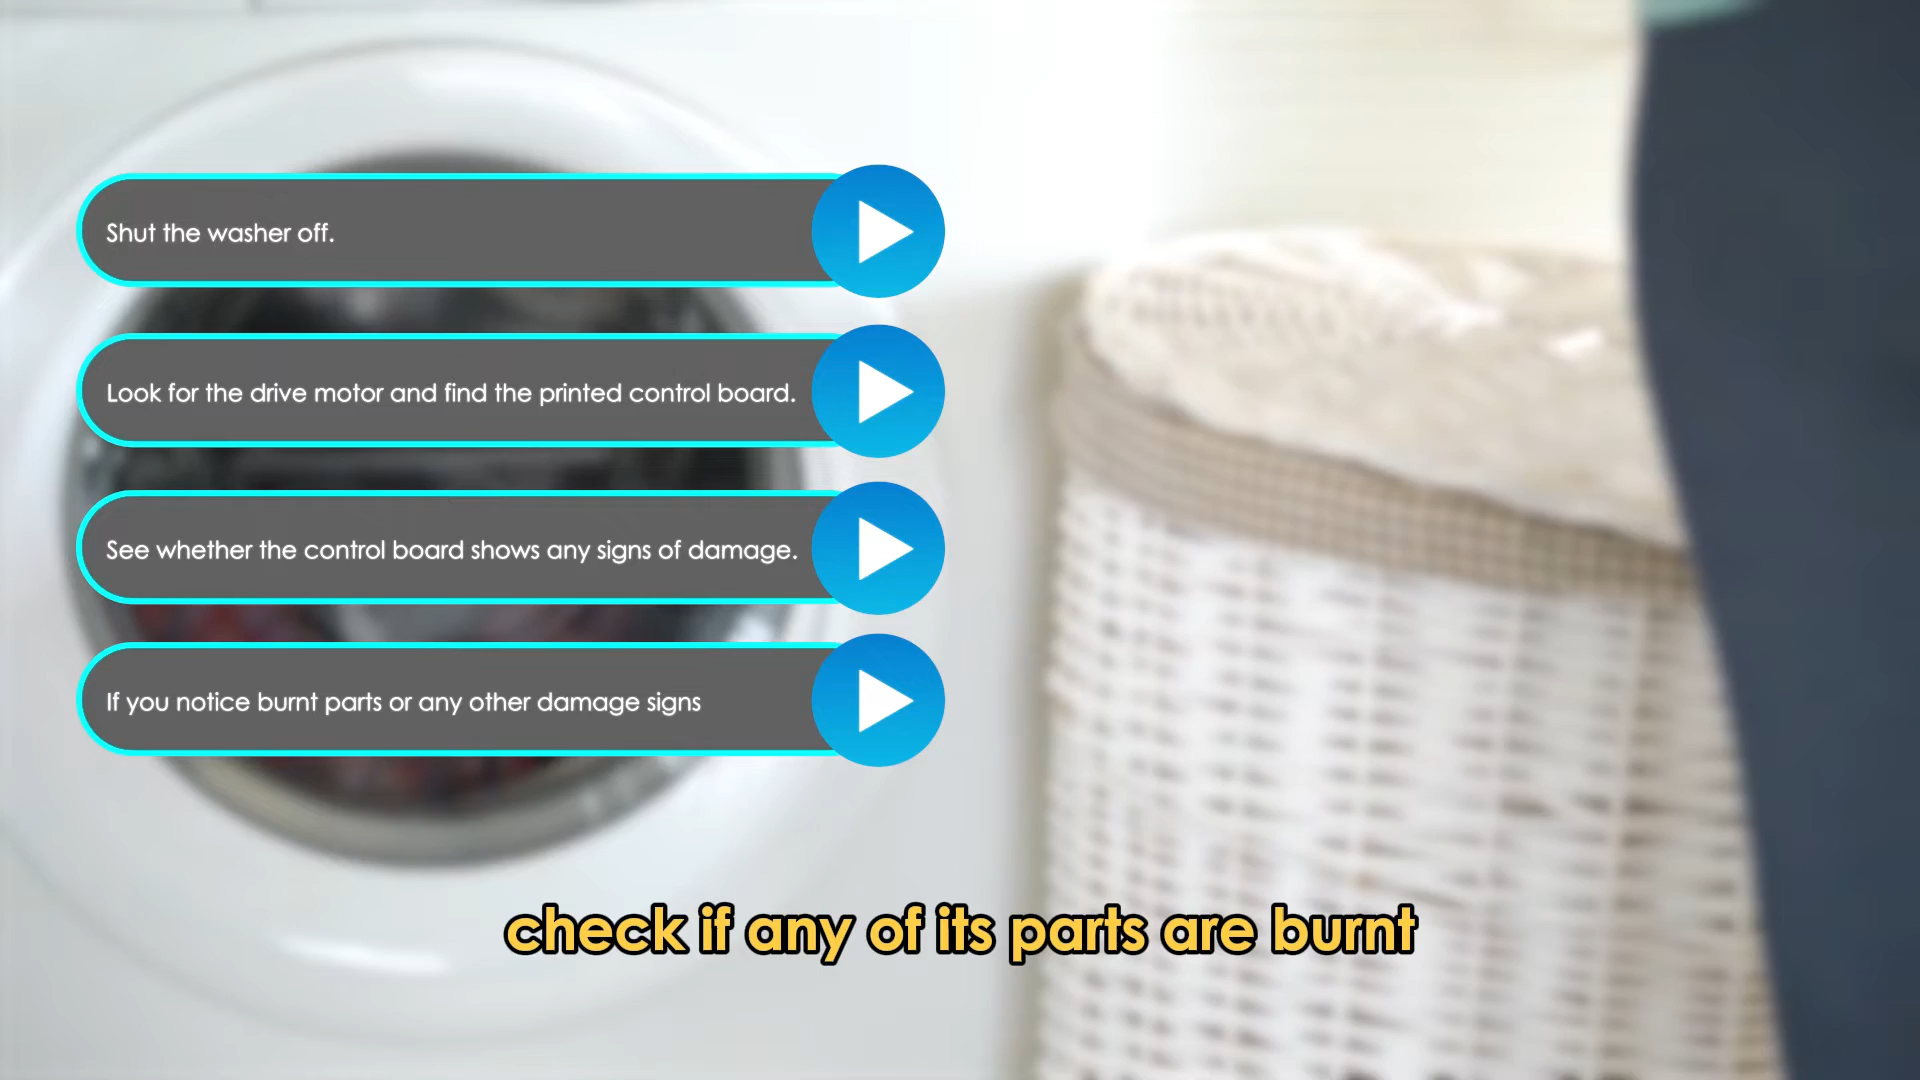 Shut the washer off.
Look for the drive motor and find the printed control board.
See whether the control board shows any signs of damage.
If you notice burnt parts or any other damage signs
check if any of its parts are burnt